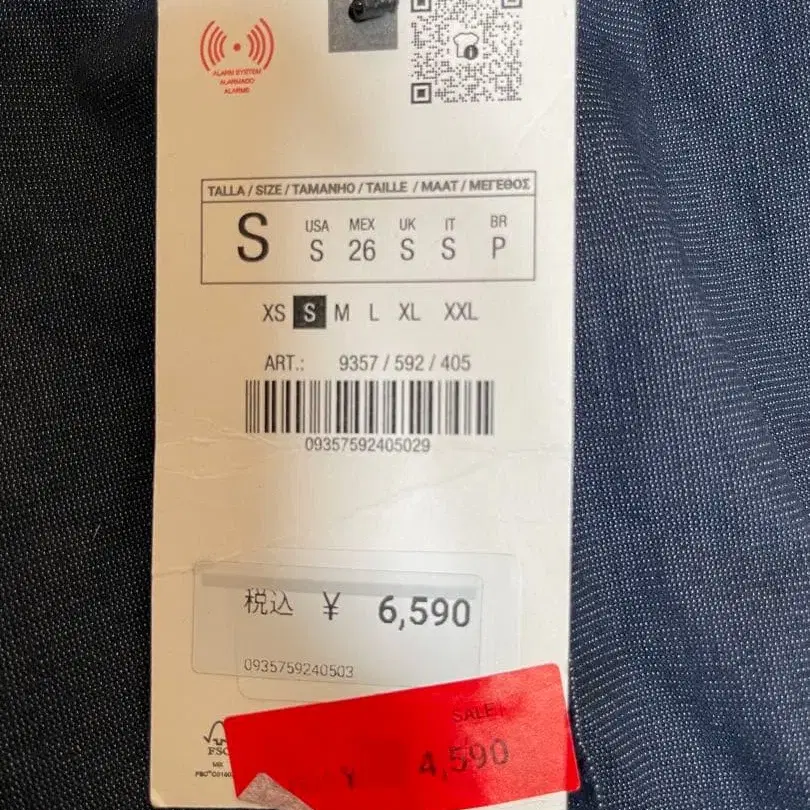 ALARM SYSTEM
ALARMADO
ALARME
TALLA / SIZE / TAMANHO / TAILLE / MAAT / ΜΕΓΕΘΟΣ
S
USA MEX UK IT BR
S 26 S S P
XS S M L XL XXL
ART.: 9357 / 592 / 405
09357592405029
税込 ¥ 6,590
0935759240503
SALE
¥ 4,590
FSC
MIX